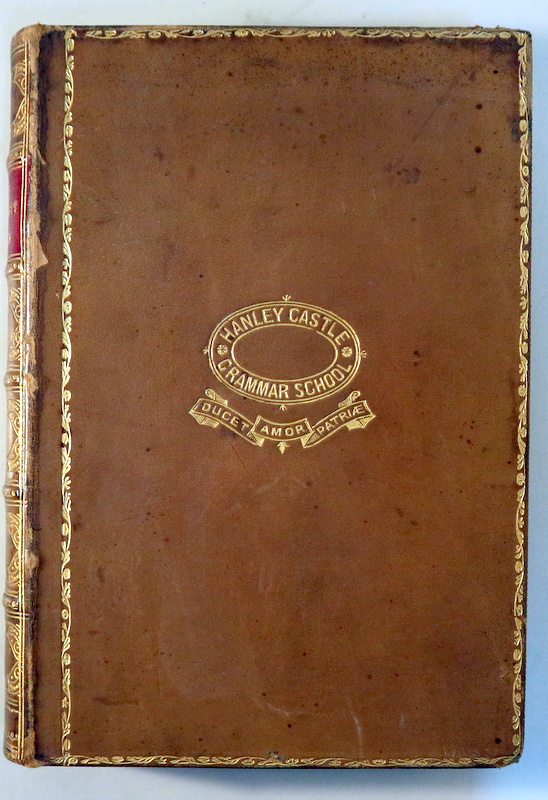 HANLEY CASTLE
GRAMMAR SCHOOL
DUCET AMOR PATRIÆ